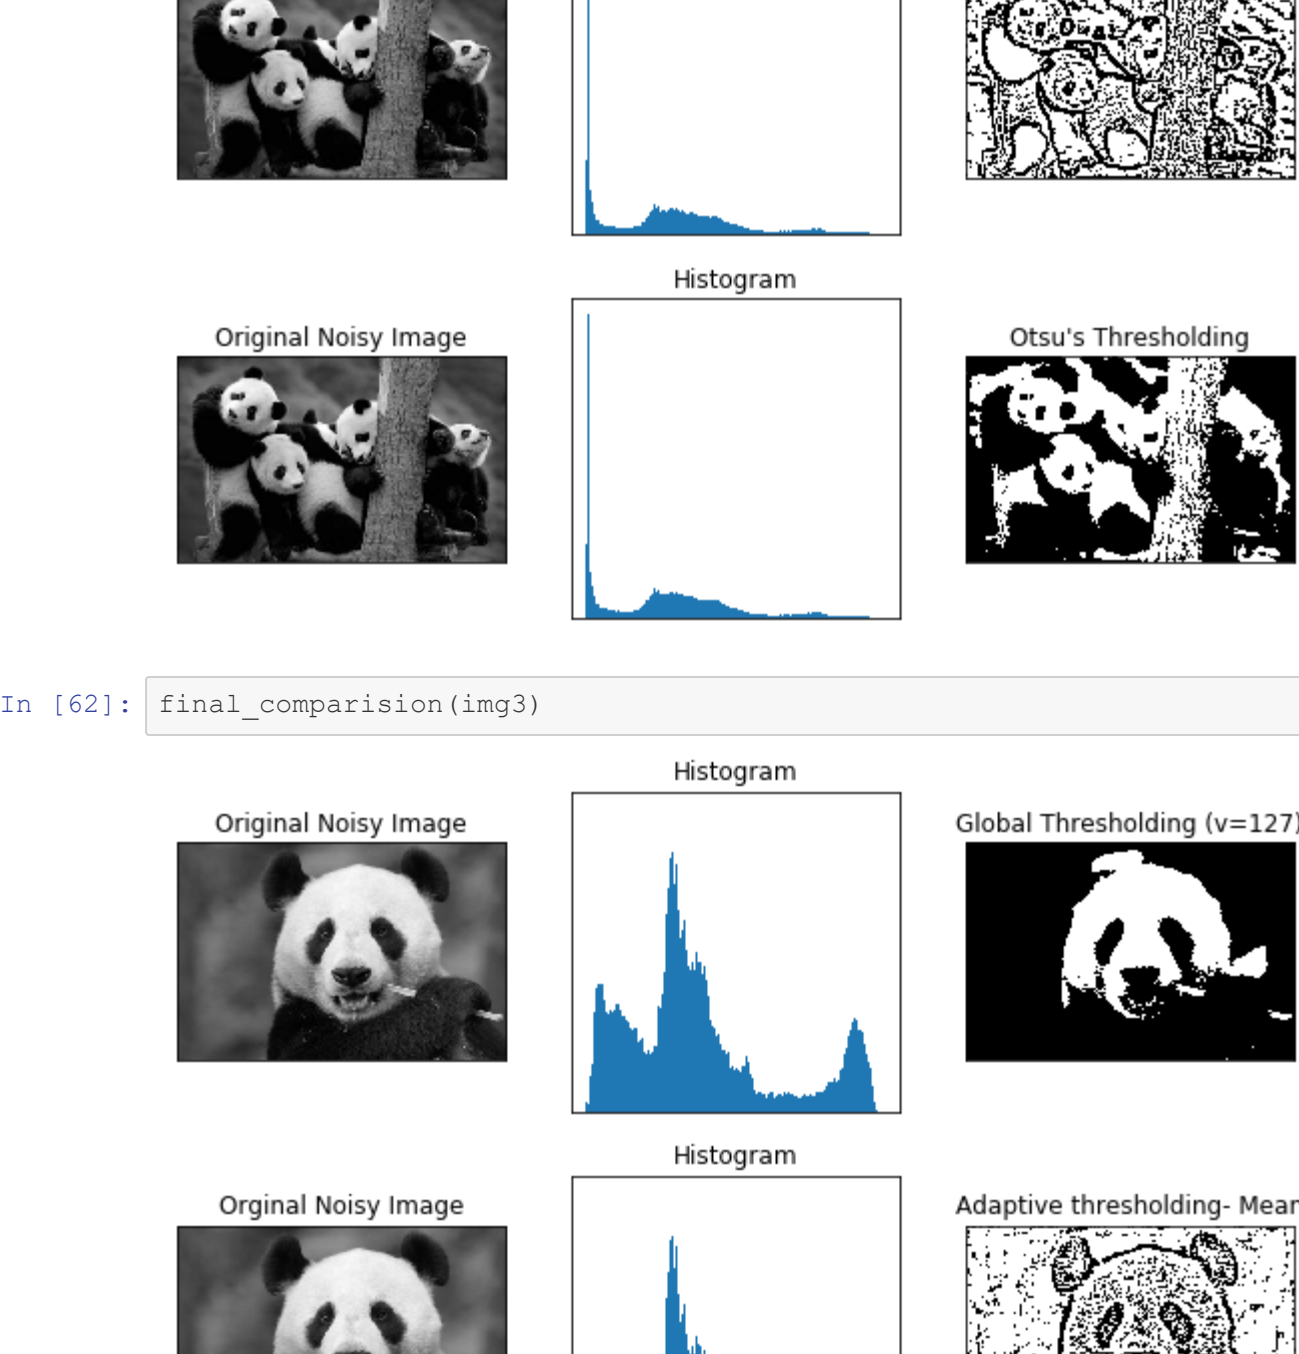 Histogram
Original Noisy Image
Otsu's Thresholding
In [62]: final_comparision(img3)
Histogram
Original Noisy Image
Global Thresholding (v=127)
Histogram
Orginal Noisy Image
Adaptive thresholding- Mean